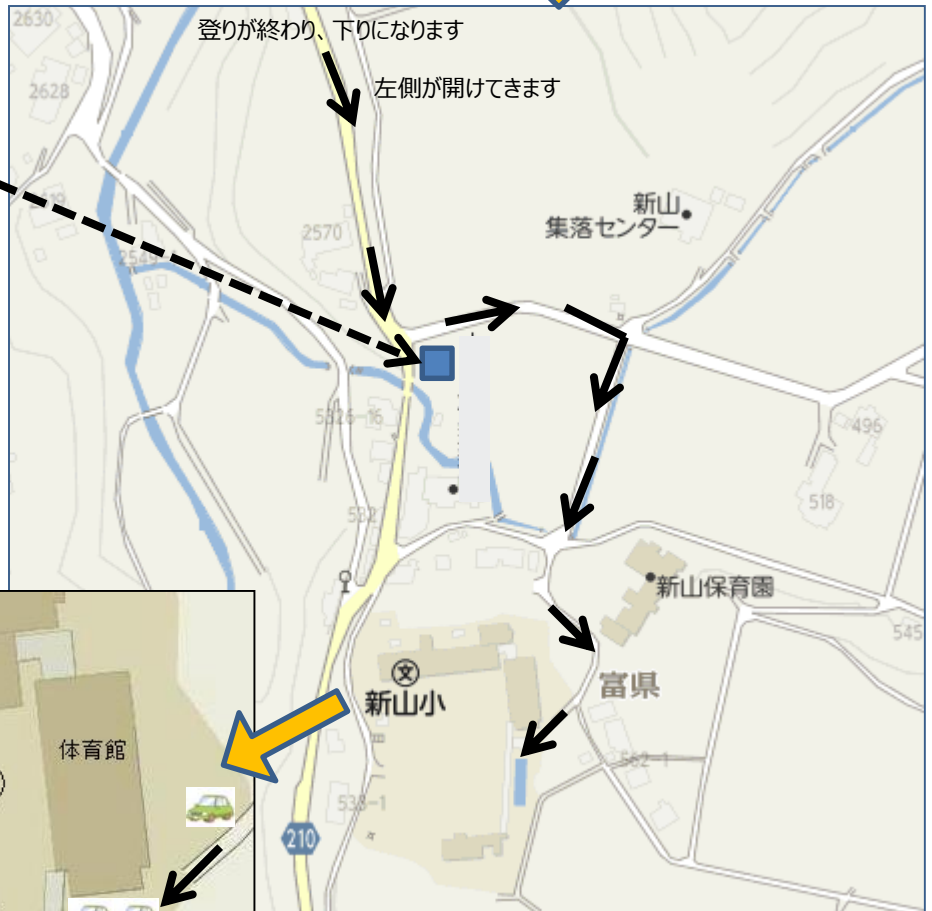 2630
登りが終わり、下りになります
左側が開けてきます
2628
新山
集落センター
2570
5326-16
496
518
532
新山保育園
545
富県
文
新山小
体育館
562-1
538-1
210